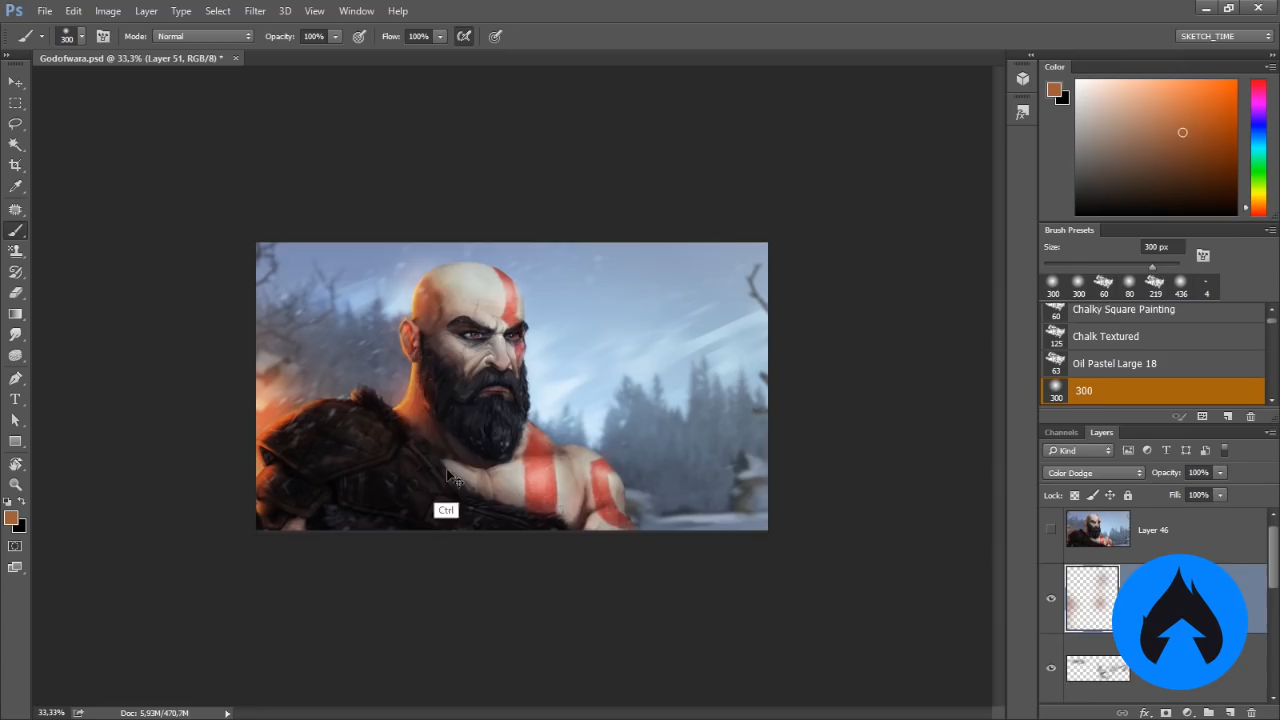 Ps File Edit Image Layer Type Select Filter 3D View Window Help
300 Mode: Normal Opacity: 100% Flow: 100% SKETCH_TIME
Godofwara.psd @ 33,3% (Layer 51, RGB/8) * ×
Color
Brush Presets
Size: 300 px
300 300 60 80 219 436 4
60 Chalky Square Painting
125 Chalk Textured
63 Oil Pastel Large 18
300 300
Channels Layers
Kind
Color Dodge Opacity: 100%
Lock: Fill: 100%
Ctrl
Layer 46
33,33% Doc: 5,93M/470,7M